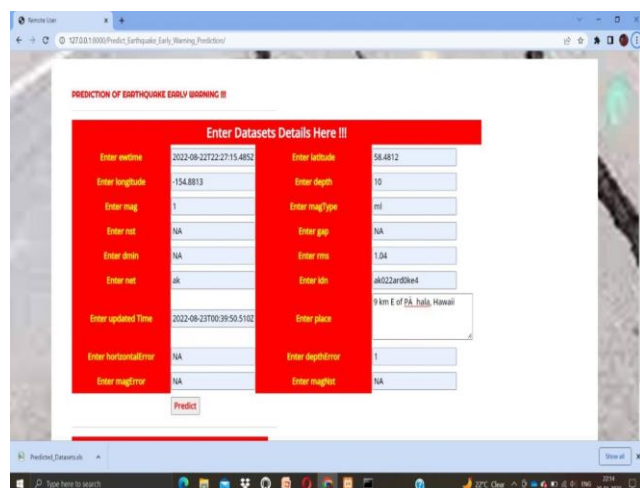 Remote User
127.0.0.1:8000/Predict_Earthquake_Early_Warning_Prediction/
PREDICTION OF EARTHQUAKE EARLY WARNING !!!
Enter Datasets Details Here !!!
Enter ewtime 2022-08-22T22:27:15.485Z Enter latitude 58.4812
Enter longitude -154.8813 Enter depth 10
Enter mag 1 Enter magType ml
Enter nst NA Enter gap NA
Enter dmin NA Enter rms 1.04
Enter net ak Enter idn ak022ard0ke4
Enter updated Time 2022-08-23T00:39:50.510Z Enter place 9 km E of PÄ hala, Hawaii
Enter horizontalError NA Enter depthError 1
Enter magError NA Enter magNst NA
Predict
Predicted_Datasets.xls
Show all
Type here to search
22°C Clear
ENG
22:14